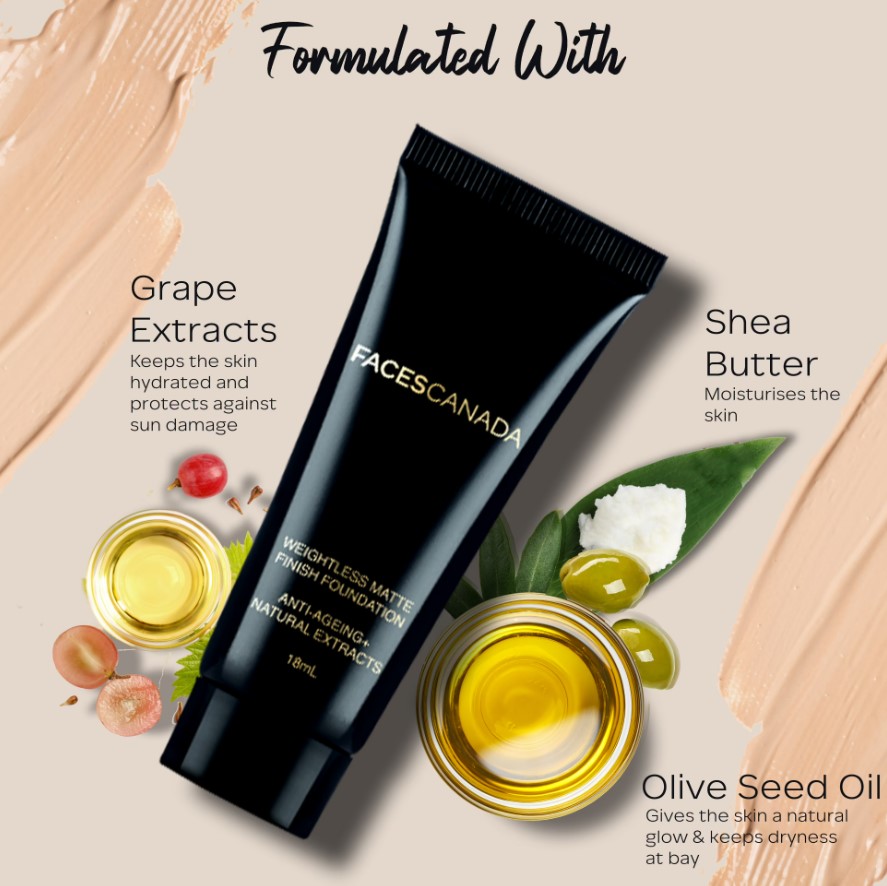 Formulated With
Grape
Extracts
Keeps the skin
hydrated and
protects against
sun damage
Shea
Butter
Moisturises the
skin
FACESCANADA
WEIGHTLESS MATTE
FINISH FOUNDATION
ANTI-AGEING+
NATURAL EXTRACTS
18mL
Olive Seed Oil
Gives the skin a natural
glow & keeps dryness
at bay